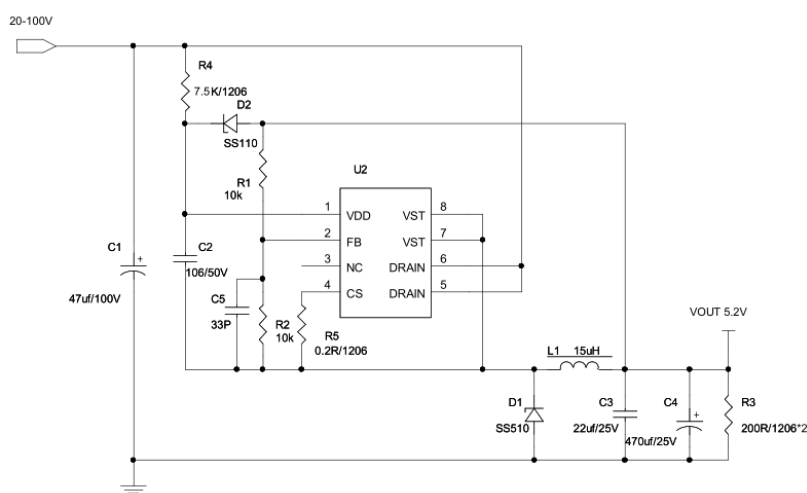 20-100V
R4
7.5K/1206
D2
SS110
R1
10k
U2
1 VDD VST 8
2 FB VST 7
3 NC DRAIN 6
4 CS DRAIN 5
C1
+
47uf/100V
C2
106/50V
C5
33P
R2
10k
R5
0.2R/1206
VOUT 5.2V
L1 15uH
D1
SS510
C3
22uf/25V
C4
+
470uf/25V
R3
200R/1206*2